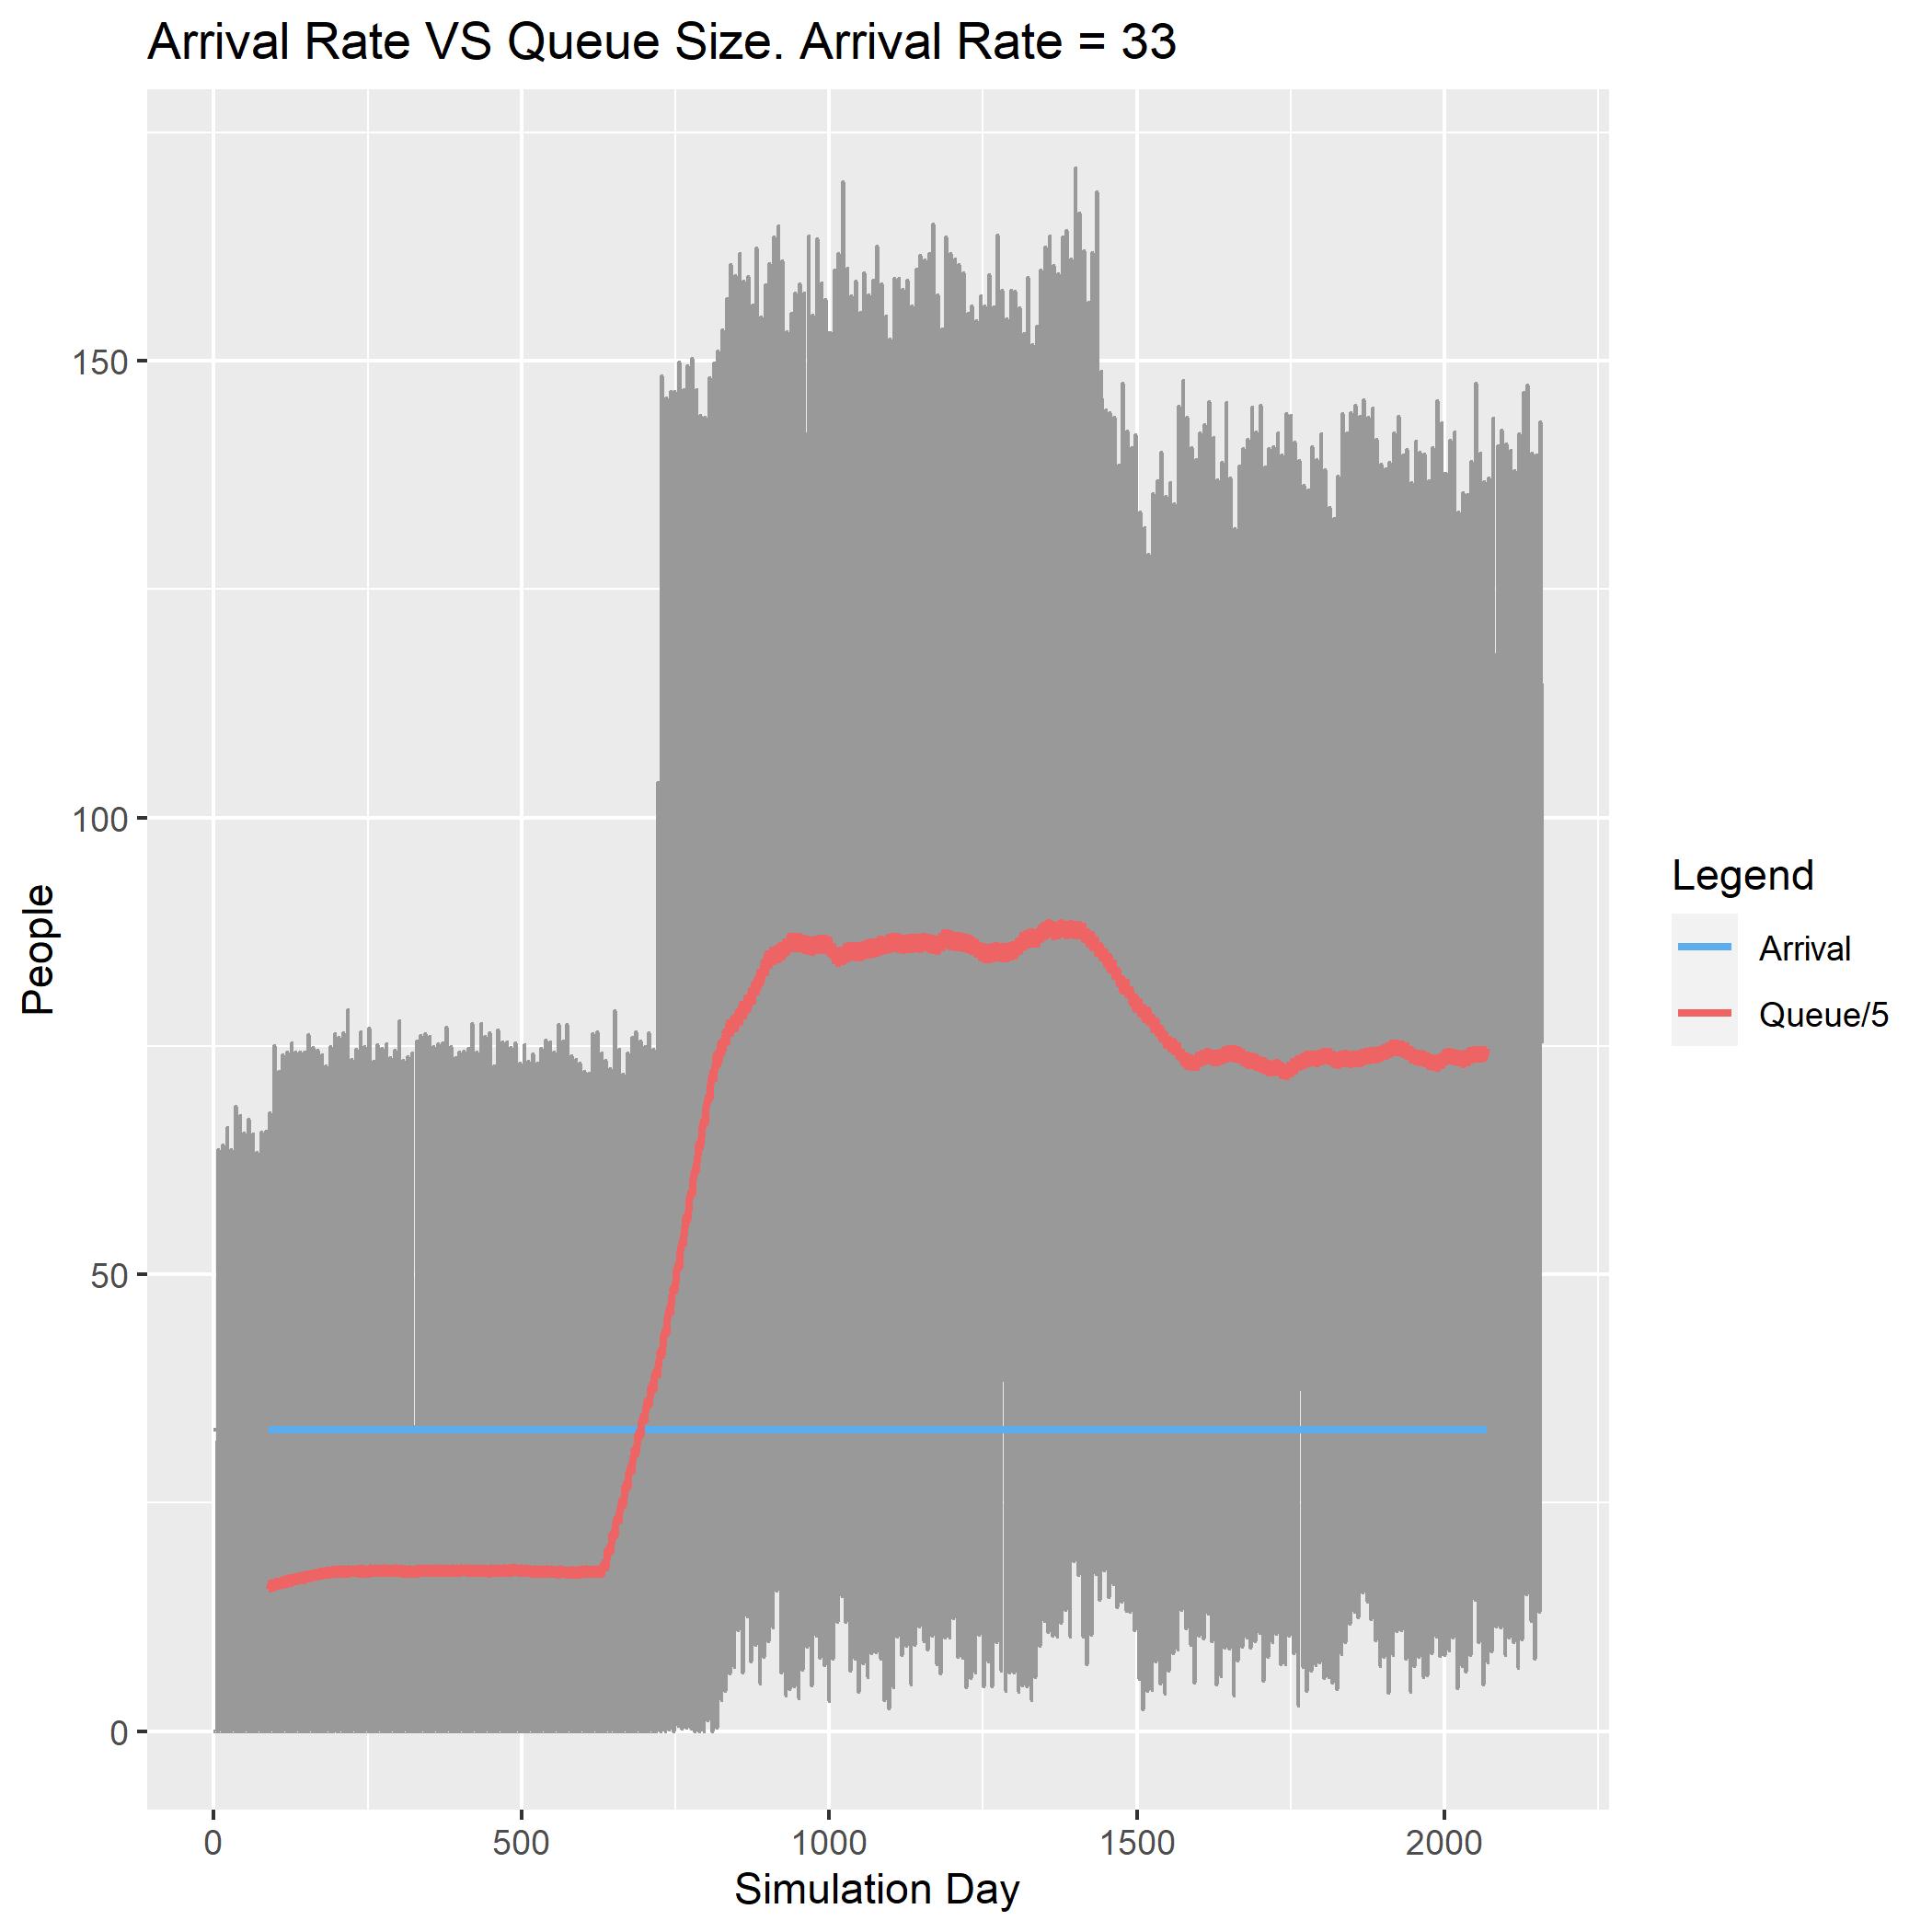 Arrival Rate VS Queue Size. Arrival Rate = 33
150
100
50
0
People
0 500 1000 1500 2000
Simulation Day
Legend
Arrival
Queue/5